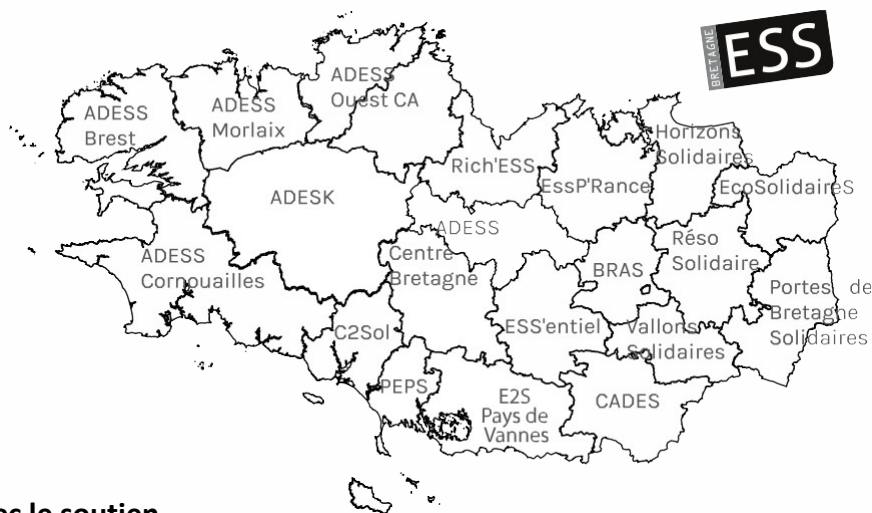 BRETAGNE
ESS
ADESS
Ouest CA
ADESS
Brest
ADESS
Morlaix
Horizons
Solidaires
Rich'ESS
EssP'Rance
EcoSolidaireS
ADESK
ADESS
Centre
Bretagne
ADESS
Cornouailles
BRAS
Réso
Solidaire
Portes de
Bretagne
Solidaires
C2Sol
ESS'entiel
Vallons
Solidaires
PEPS
E2S
Pays de
Vannes
CADES
le soutien